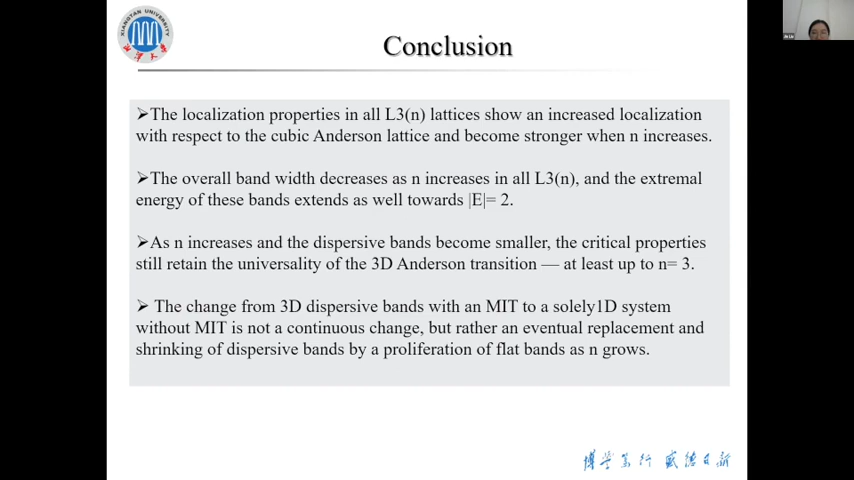 XIANGTAN UNIVERSITY
Conclusion
➢The localization properties in all L3(n) lattices show an increased localization
with respect to the cubic Anderson lattice and become stronger when n increases.
➢The overall band width decreases as n increases in all L3(n), and the extremal
energy of these bands extends as well towards |E|= 2.
➢As n increases and the dispersive bands become smaller, the critical properties
still retain the universality of the 3D Anderson transition — at least up to n= 3.
➢ The change from 3D dispersive bands with an MIT to a solely1D system
without MIT is not a continuous change, but rather an eventual replacement and
shrinking of dispersive bands by a proliferation of flat bands as n grows.
博学笃行 盛德日新